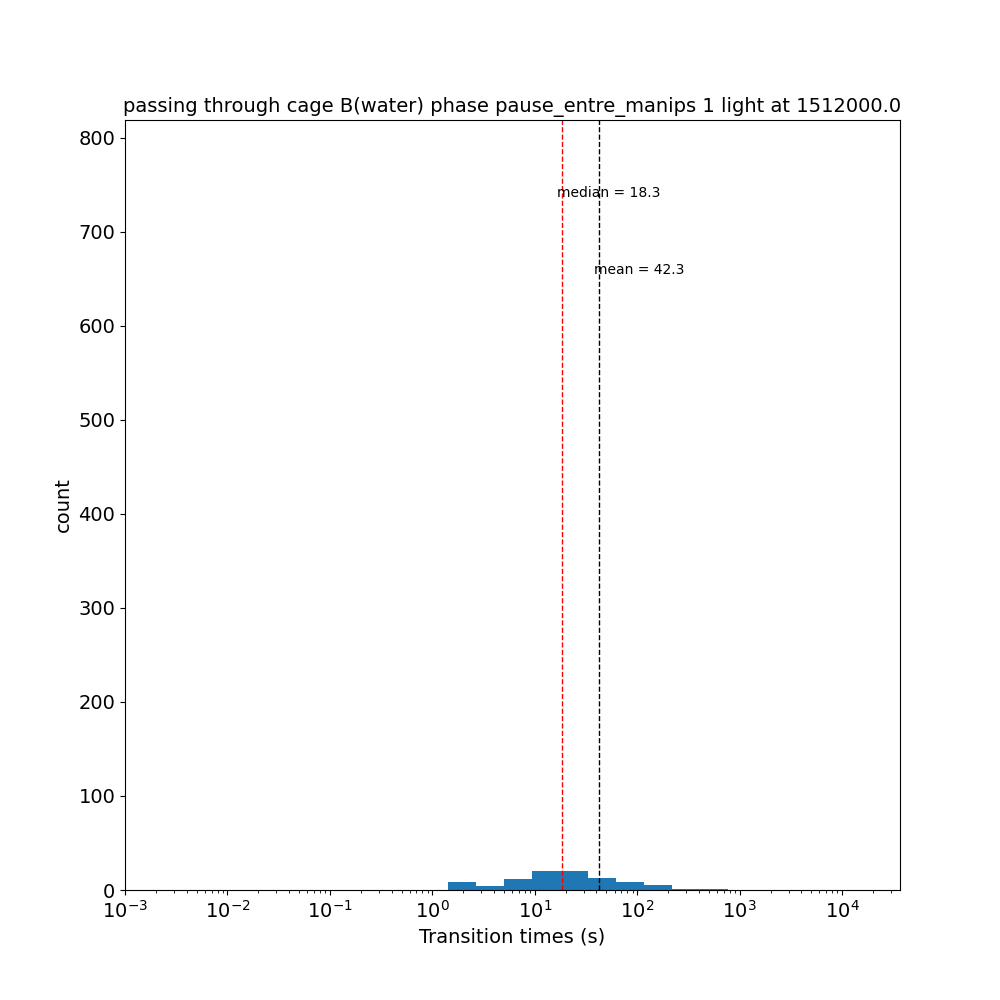 passing through cage B(water) phase pause_entre_manips 1 light at 1512000.0
800
median = 18.3
700
mean = 42.3
600
500
400
count
300
200
100
0
10⁻³ 10⁻² 10⁻¹ 10⁰ 10¹ 10² 10³ 10⁴
Transition times (s)